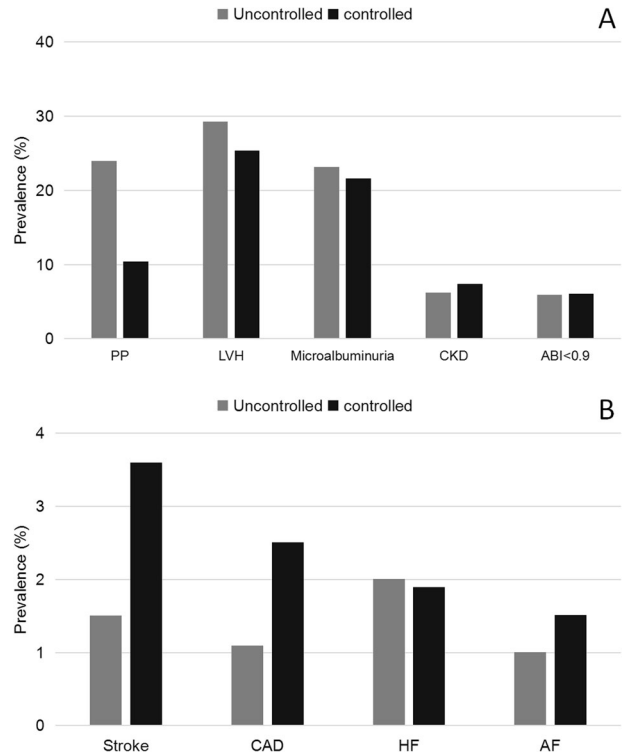 Uncontrolled controlled
A
40
30
20
10
0
Prevalence (%)
PP LVH Microalbuminuria CKD ABI<0.9
Uncontrolled controlled
B
4
3
2
1
0
Prevalence (%)
Stroke CAD HF AF